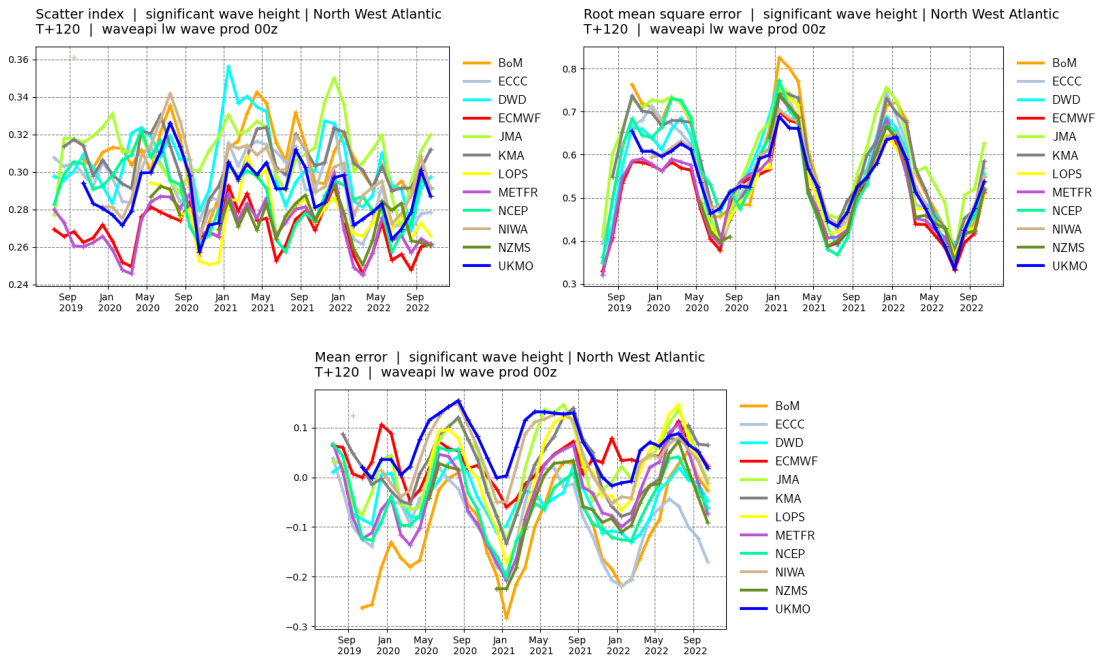 Scatter index | significant wave height | North West Atlantic
T+120 | waveapi lw wave prod 00z
0.36
0.34
0.32
0.30
0.28
0.26
0.24
Sep Jan May Sep Jan May Sep Jan May Sep
2019 2020 2020 2020 2021 2021 2021 2022 2022 2022
BoM
ECCC
DWD
ECMWF
JMA
KMA
LOPS
METFR
NCEP
NIWA
NZMS
UKMO
Root mean square error | significant wave height | North West Atlantic
T+120 | waveapi lw wave prod 00z
0.8
0.7
0.6
0.5
0.4
0.3
Sep Jan May Sep Jan May Sep Jan May Sep
2019 2020 2020 2020 2021 2021 2021 2022 2022 2022
BoM
ECCC
DWD
ECMWF
JMA
KMA
LOPS
METFR
NCEP
NIWA
NZMS
UKMO
Mean error | significant wave height | North West Atlantic
T+120 | waveapi lw wave prod 00z
0.1
0.0
−0.1
−0.2
−0.3
Sep Jan May Sep Jan May Sep Jan May Sep
2019 2020 2020 2020 2021 2021 2021 2022 2022 2022
BoM
ECCC
DWD
ECMWF
JMA
KMA
LOPS
METFR
NCEP
NIWA
NZMS
UKMO